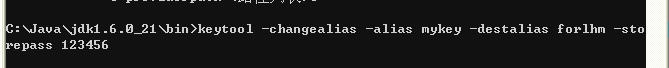 C:\Java\jdk1.6.0_21\bin>keytool -changealias -alias mykey -destalias forlhm -sto
repass 123456